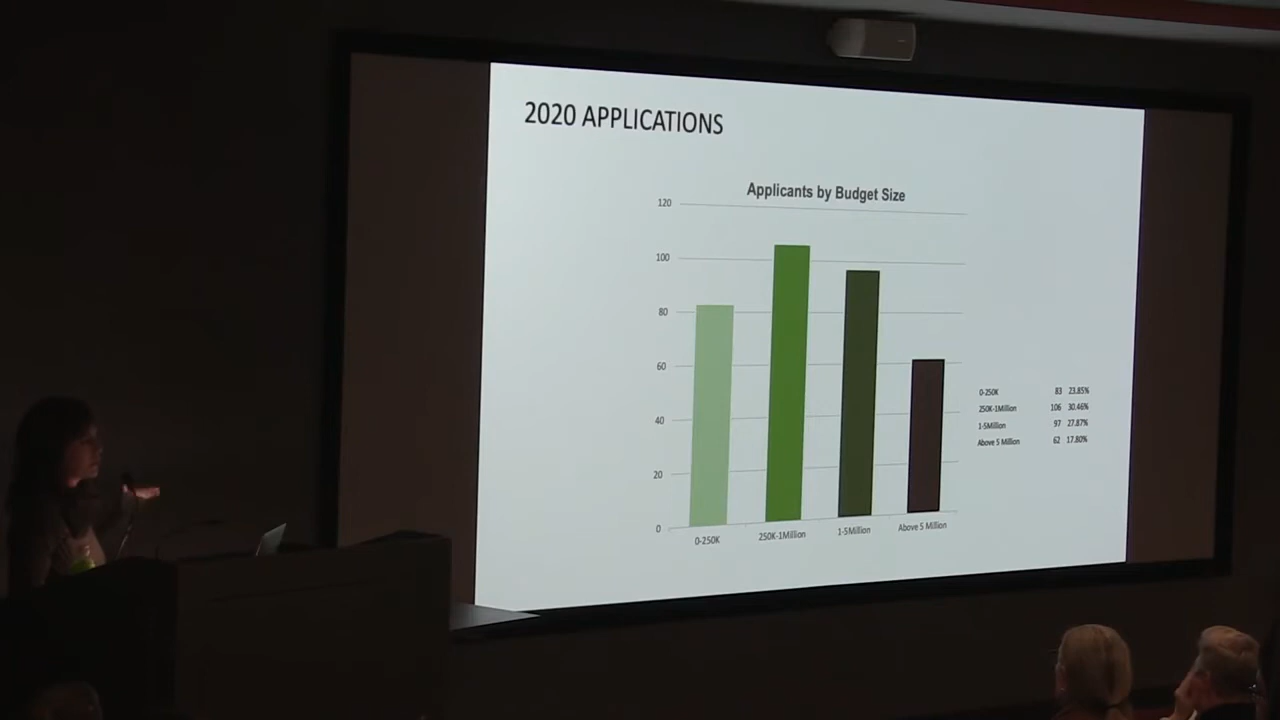 2020 APPLICATIONS
Applicants by Budget Size
120
100
80
60
40
20
0
0-250K
250K-1Million
1-5Million
Above 5 Million
0-250K 83 23.85%
250K-1Million 106 30.46%
1-5Million 97 27.87%
Above 5 Million 62 17.80%